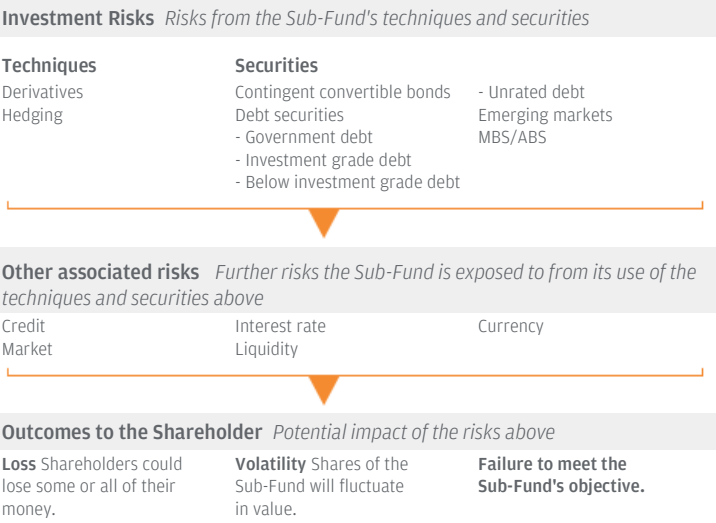 Investment Risks Risks from the Sub-Fund's techniques and securities
Techniques
Derivatives
Hedging
Securities
Contingent convertible bonds
Debt securities
- Government debt
- Investment grade debt
- Below investment grade debt
- Unrated debt
Emerging markets
MBS/ABS
Other associated risks Further risks the Sub-Fund is exposed to from its use of the
techniques and securities above
Credit
Market
Interest rate
Liquidity
Currency
Outcomes to the Shareholder Potential impact of the risks above
Loss Shareholders could
lose some or all of their
money.
Volatility Shares of the
Sub-Fund will fluctuate
in value.
Failure to meet the
Sub-Fund's objective.